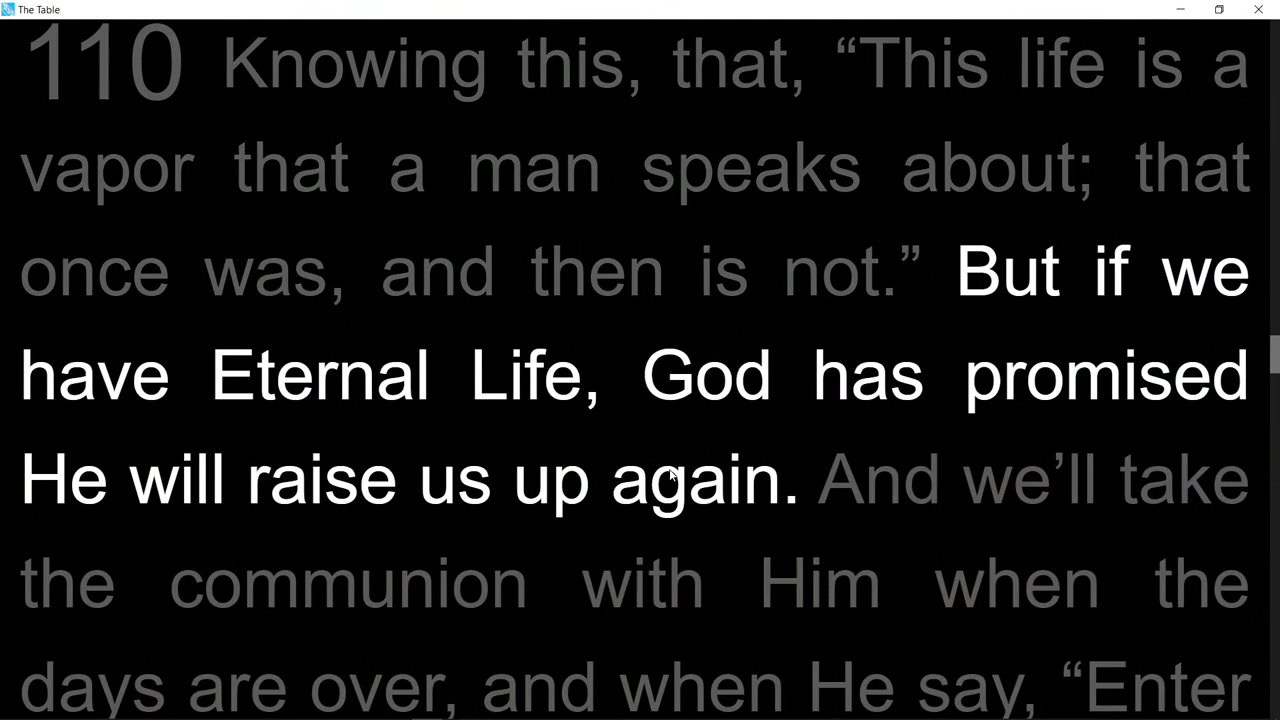 The Table
110 Knowing this, that, “This life is a
vapor that a man speaks about; that
once was, and then is not.” But if we
have Eternal Life, God has promised
He will raise us up again. And we’ll take
the communion with Him when the
days are over, and when He say, “Enter